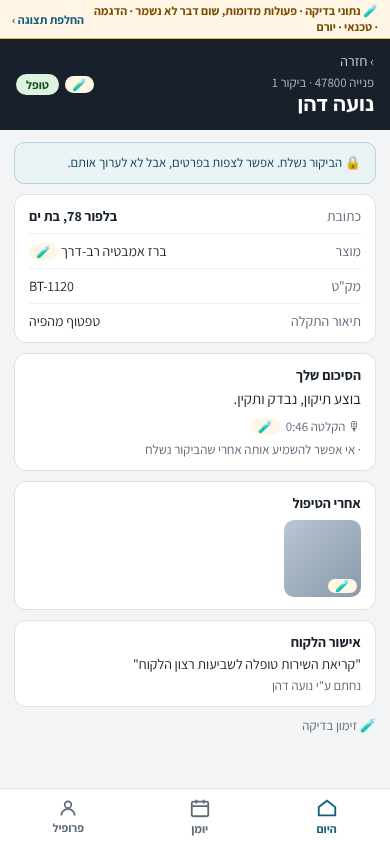 🧪 נתוני בדיקה · פעולות מדומות, שום דבר לא נשמר · הדגמה
· טכנאי · יורם
החלפת תצוגה ›
› חזרה
פנייה 47800 · ביקור 1
נועה דהן
🧪 טופל
🔒 הביקור נשלח. אפשר לצפות בפרטים, אבל לא לערוך אותם.
כתובת בלפור 78, בת ים
מוצר ברז אמבטיה רב-דרך 🧪
מק"ט BT-1120
תיאור התקלה טפטוף מהפיה
הסיכום שלך
בוצע תיקון, נבדק ותקין.
🎙 הקלטה 0:46 🧪
· אי אפשר להשמיע אותה אחרי שהביקור נשלח
אחרי הטיפול
🧪
אישור הלקוח
"קריאת השירות טופלה לשביעות רצון הלקוח"
נחתם ע"י נועה דהן
🧪 זימון בדיקה
היום
יומן
פרופיל